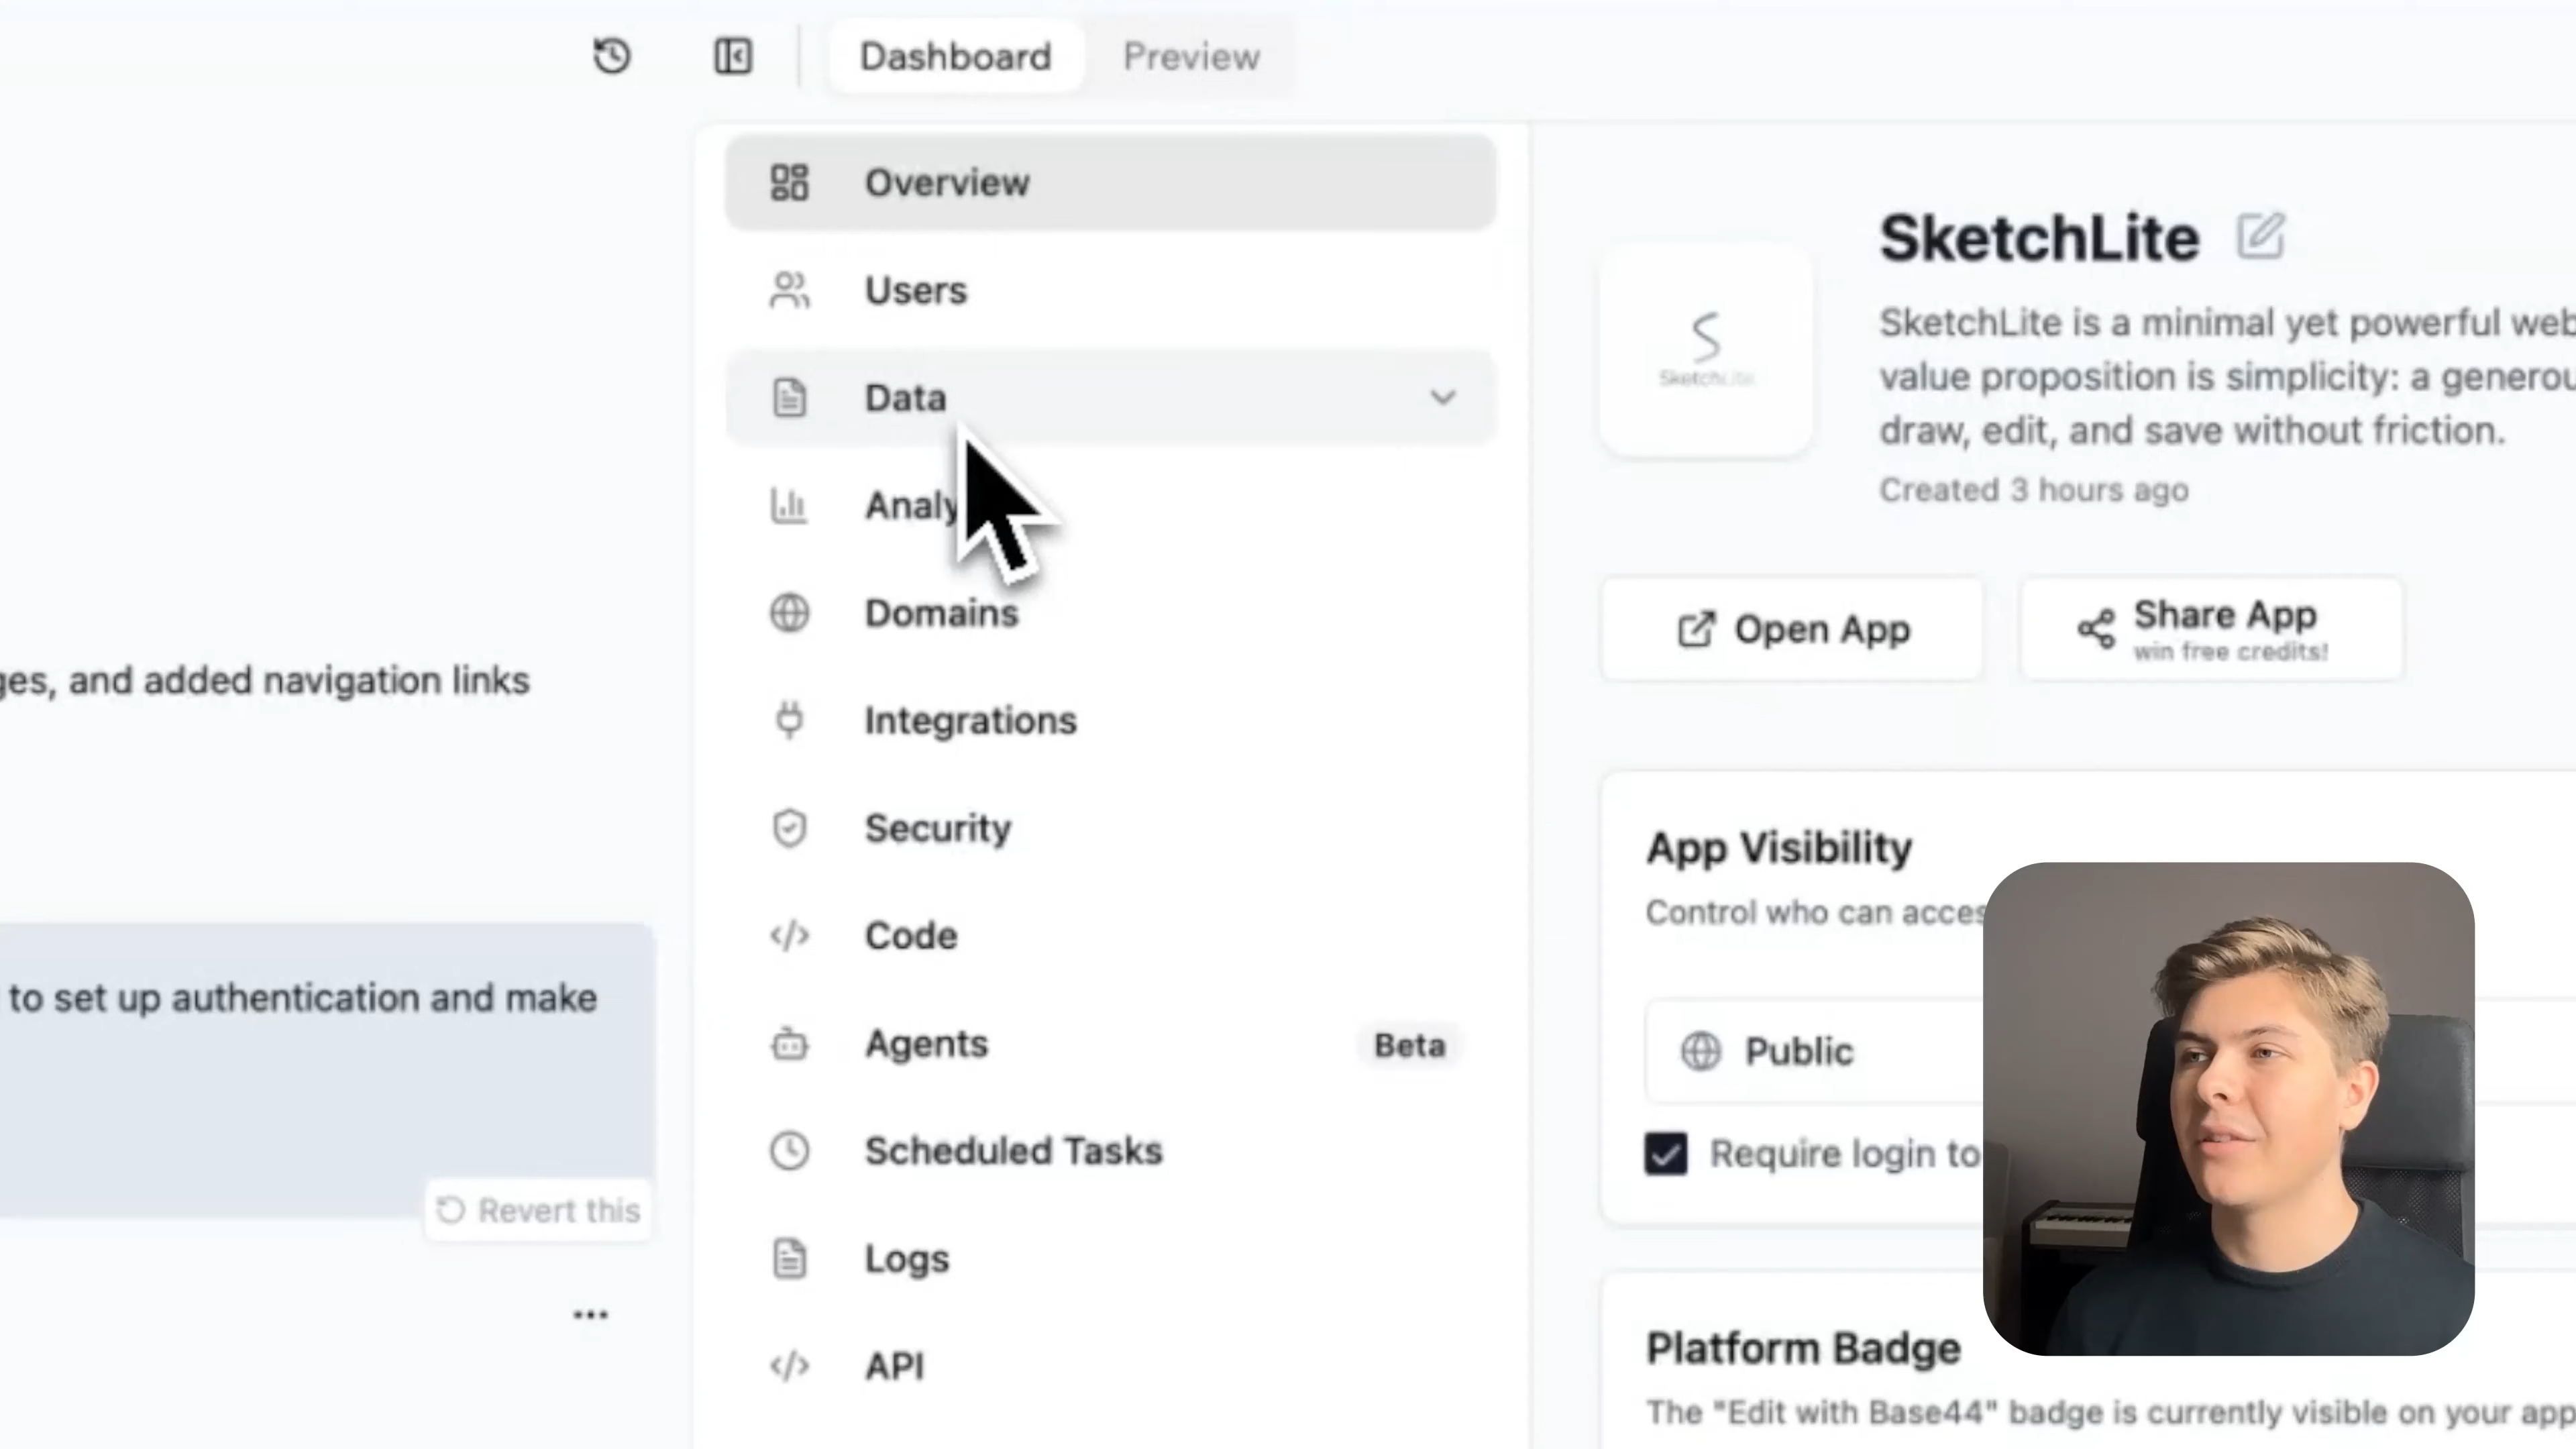 Dashboard
Preview
ges, and added navigation links
to set up authentication and make
Revert this
Overview
Users
Data
Analy
Domains
Integrations
Security
Code
Agents
Beta
Scheduled Tasks
Logs
API
SketchLite
SketchLite
SketchLite is a minimal yet powerful web
value proposition is simplicity: a generou
draw, edit, and save without friction.
Created 3 hours ago
Open App
Share App
win free credits!
App Visibility
Control who can acces
Public
Require login to
Platform Badge
The "Edit with Base44" badge is currently visible on your app